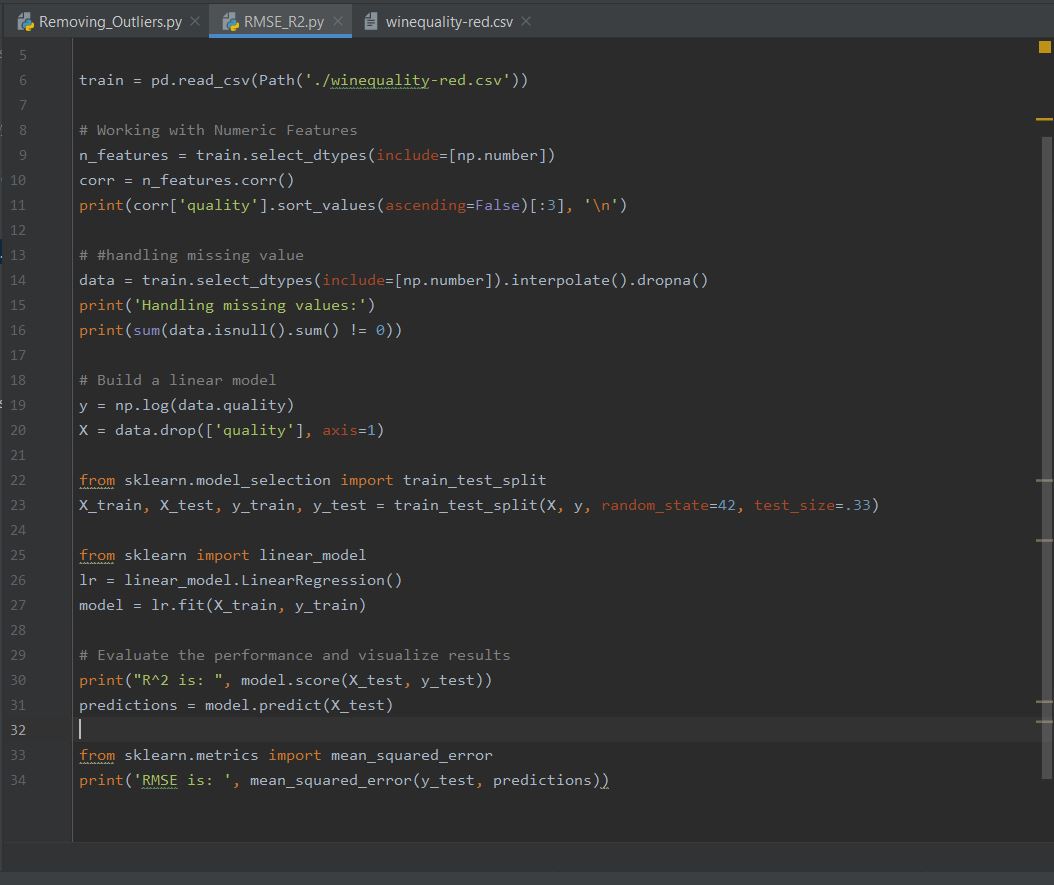 Removing_Outliers.py
RMSE_R2.py
winequality-red.csv
5
6 train = pd.read_csv(Path('./winequality-red.csv'))
7
8 # Working with Numeric Features
9 n_features = train.select_dtypes(include=[np.number])
10 corr = n_features.corr()
11 print(corr['quality'].sort_values(ascending=False)[:3], '\n')
12
13 # #handling missing value
14 data = train.select_dtypes(include=[np.number]).interpolate().dropna()
15 print('Handling missing values:')
16 print(sum(data.isnull().sum() != 0))
17
18 # Build a linear model
19 y = np.log(data.quality)
20 X = data.drop(['quality'], axis=1)
21
22 from sklearn.model_selection import train_test_split
23 X_train, X_test, y_train, y_test = train_test_split(X, y, random_state=42, test_size=.33)
24
25 from sklearn import linear_model
26 lr = linear_model.LinearRegression()
27 model = lr.fit(X_train, y_train)
28
29 # Evaluate the performance and visualize results
30 print("R^2 is: ", model.score(X_test, y_test))
31 predictions = model.predict(X_test)
32
33 from sklearn.metrics import mean_squared_error
34 print('RMSE is: ', mean_squared_error(y_test, predictions))